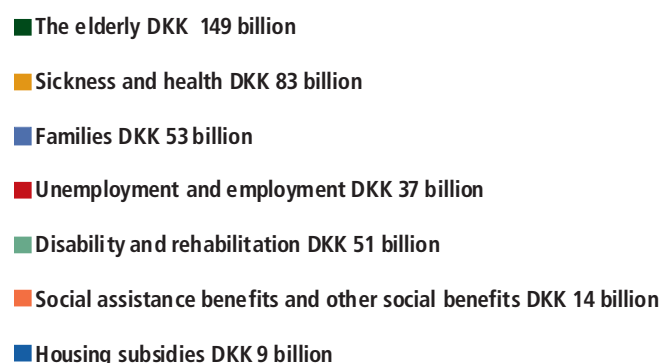 The elderly DKK 149 billion
Sickness and health DKK 83 billion
Families DKK 53 billion
Unemployment and employment DKK 37 billion
Disability and rehabilitation DKK 51 billion
Social assistance benefits and other social benefits DKK 14 billion
Housing subsidies DKK 9 billion